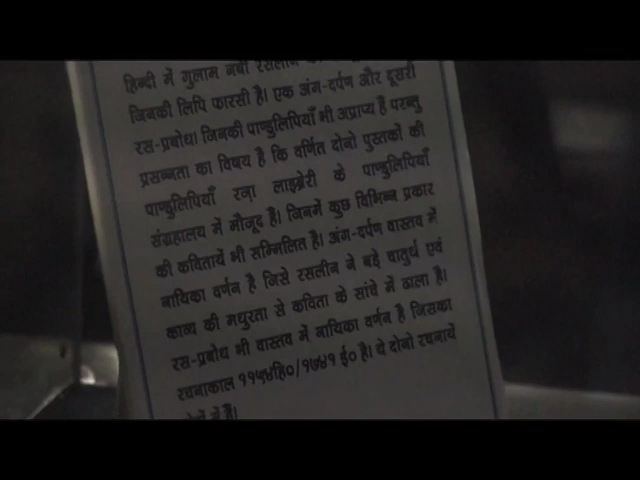 हिन्दी में गुलाम नबी रसलीन
जिनकी लिपि फारसी है। एक अंग-दर्पण और दूसरी
रस-प्रबोध। जिनकी पाण्डुलिपियाँ भी अप्राप्य है परन्तु
प्रसन्नता का विषय है कि वर्णित दोनो पुस्तकों की
पाण्डुलिपियाँ रज़ा लाइब्रेरी के पाण्डुलिपियाँ
संग्रहालय में मौजूद है। जिनमें कुछ विभिन्न प्रकार
की कवितायें भी सम्मिलित है। अंग-दर्पण वास्तव में
नायिका वर्णन है जिसे रसलीन ने बड़े चातुर्थ एवं
काव्य की मधुरता से कविता के सांचे में ढाला है।
रस-प्रबोध भी वास्तव में नायिका वर्णन है जिसका
रचनाकाल ११५४हि०/१७४१ ई० है। ये दोनो रचनायें
में है।